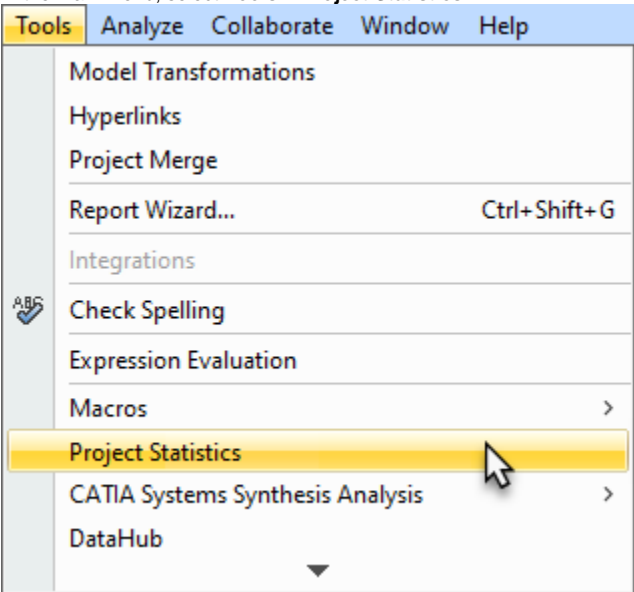 Tools Analyze Collaborate Window Help
Model Transformations
Hyperlinks
Project Merge
Report Wizard... Ctrl+Shift+G
Integrations
ABC Check Spelling
Expression Evaluation
Macros >
Project Statistics
CATIA Systems Synthesis Analysis >
DataHub